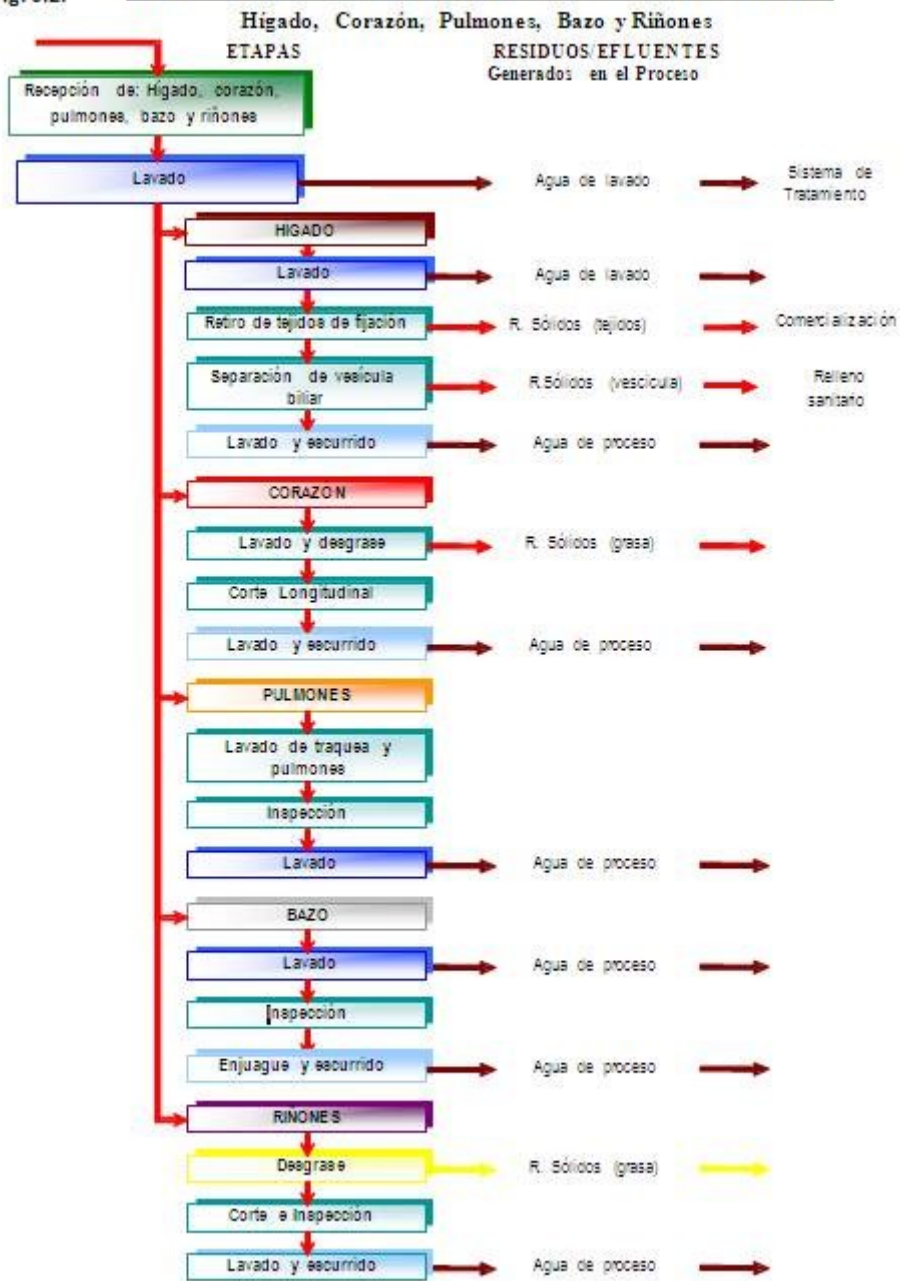 Hígado, Corazón, Pulmones, Bazo y Riñones
ETAPAS RESIDUOS/EFLUENTES
Generados en el Proceso
Recepción de: Hígado, corazón,
pulmones, bazo y riñones
Lavado Agua de lavado Sistema de
Tratamiento
HIGADO
Lavado Agua de lavado
Retiro de tejidos de fijación R. Sólidos (tejidos) Comercialización
Separación de vesícula
biliar R.Sólidos (vescícula) Relleno
sanitario
Lavado y escurrido Agua de proceso
CORAZÓN
Lavado y desgrase R. Sólidos (grasa)
Corte Longitudinal
Lavado y escurrido Agua de proceso
PULMONES
Lavado de traquea y
pulmones
Inspección
Lavado Agua de proceso
BAZO
Lavado Agua de proceso
Inspección
Enjuague y escurrido Agua de proceso
RIÑONES
Desgrase R. Sólidos (grasa)
Corte e Inspección
Lavado y escurrido Agua de proceso